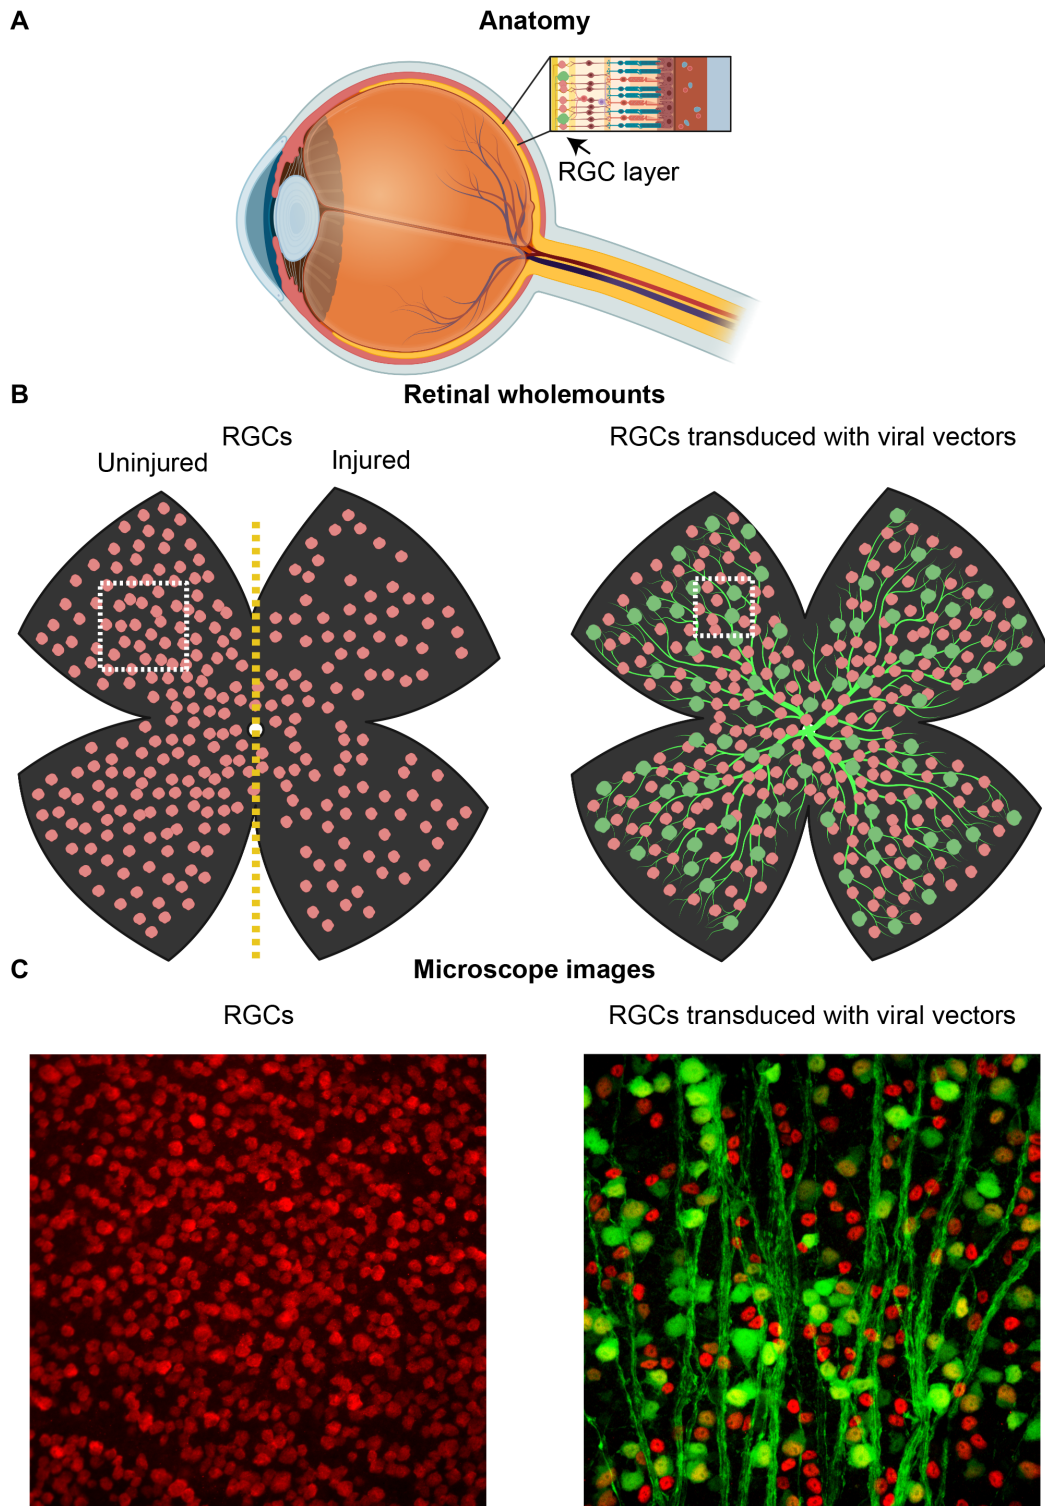 A
Anatomy
RGC layer
B
Retinal wholemounts
RGCs
RGCs transduced with viral vectors
Uninjured
Injured
C
Microscope images
RGCs
RGCs transduced with viral vectors